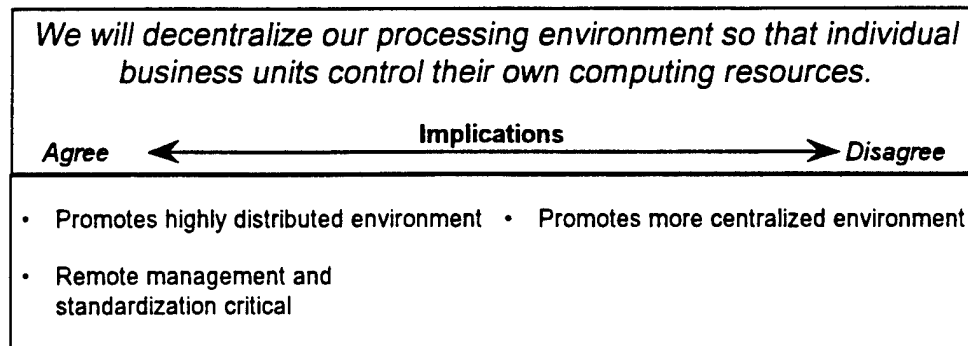 We will decentralize our processing environment so that individual
business units control their own computing resources.
Implications
Agree
Disagree
• Promotes highly distributed environment
• Remote management and
standardization critical
• Promotes more centralized environment